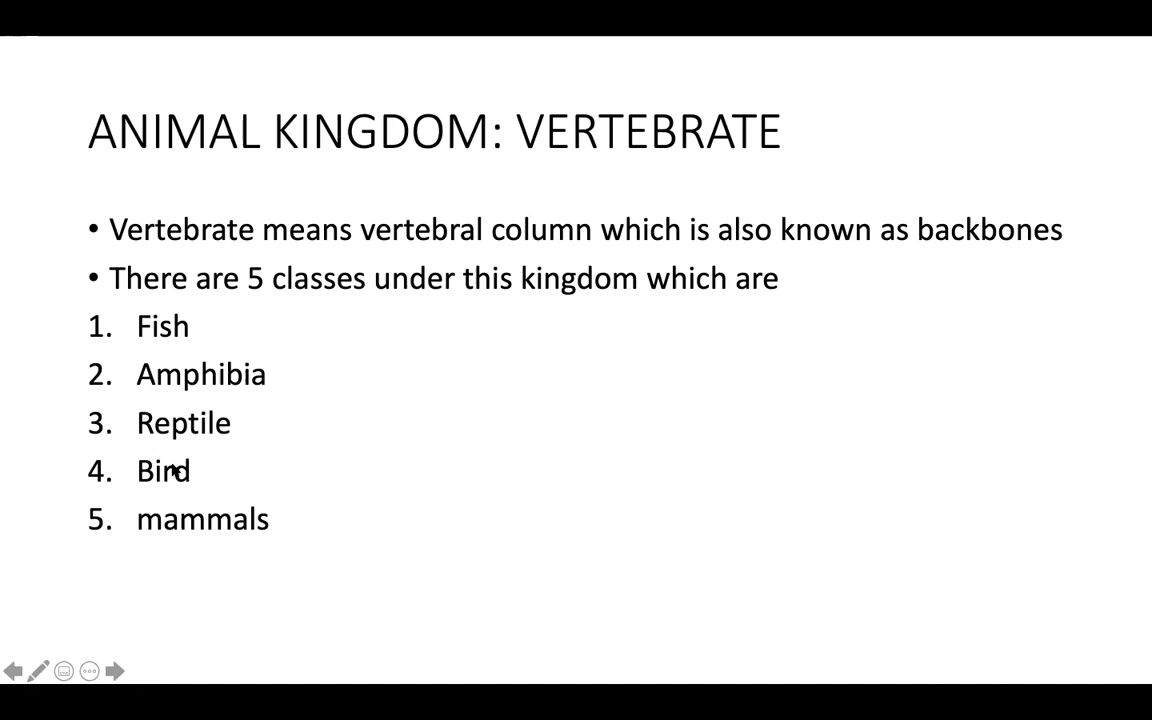 ANIMAL KINGDOM: VERTEBRATE
• Vertebrate means vertebral column which is also known as backbones
• There are 5 classes under this kingdom which are
1. Fish
2. Amphibia
3. Reptile
4. Bird
5. mammals